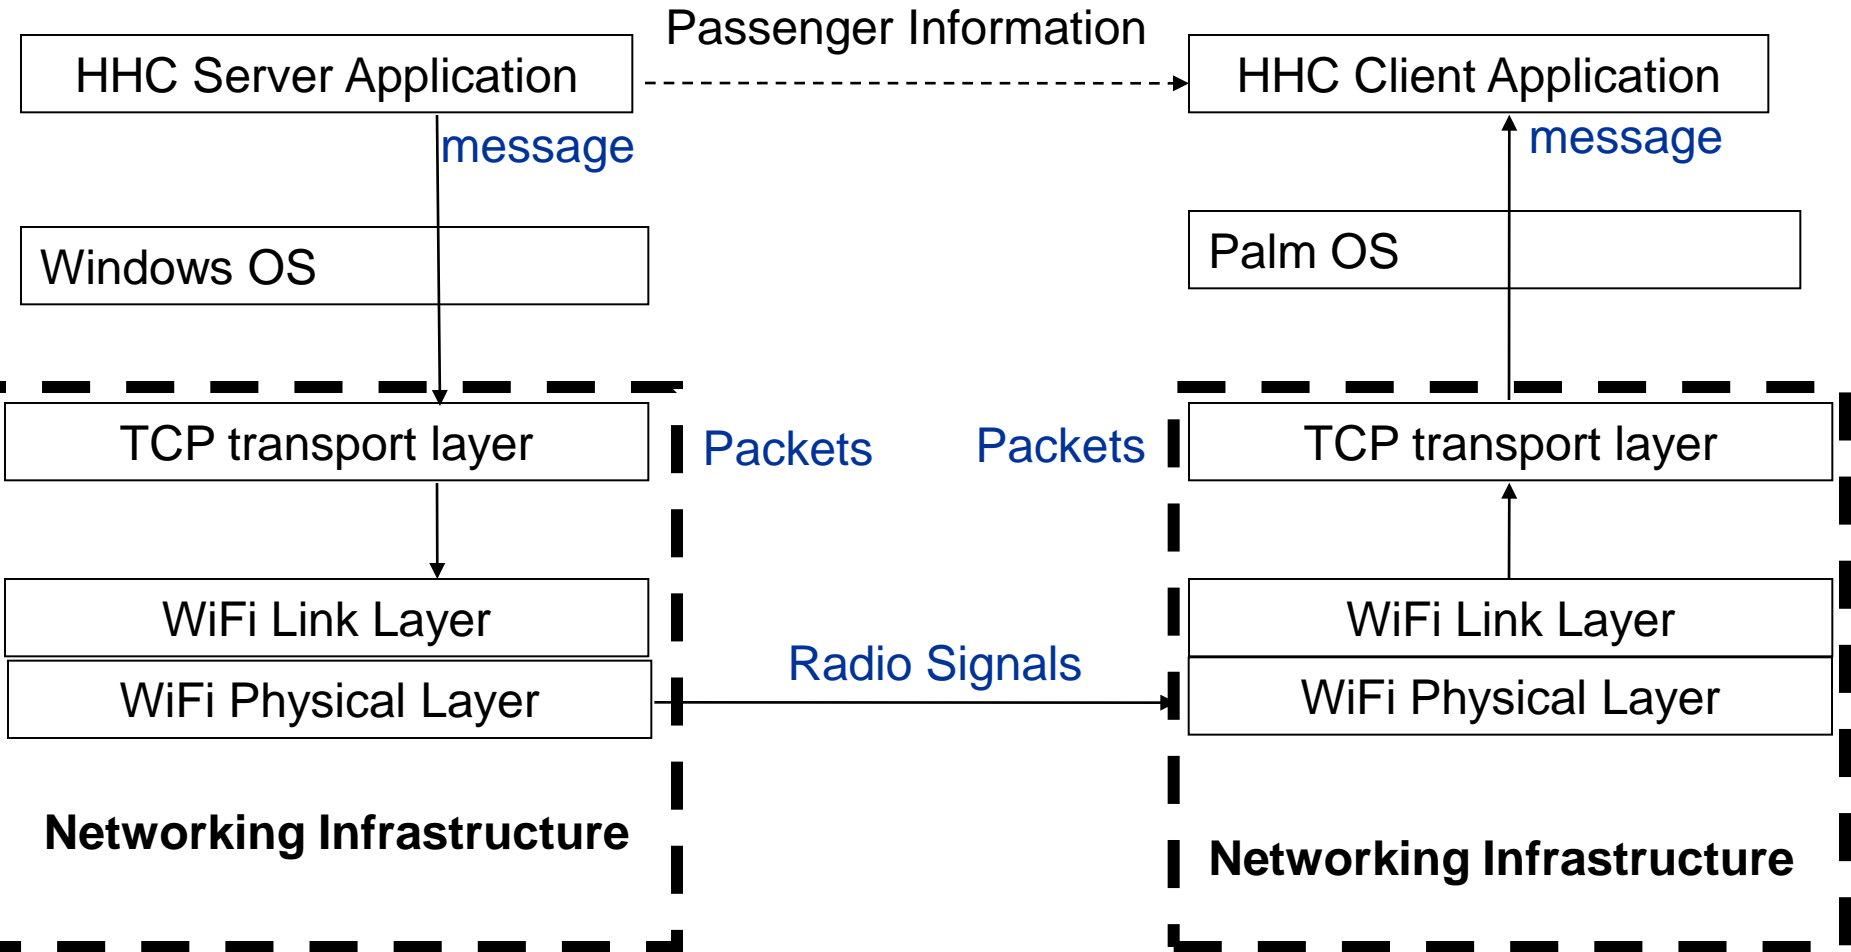 Passenger Information
HHC Server Application
HHC Client Application
message
message
Windows OS
Palm OS
TCP transport layer
Packets
Packets
TCP transport layer
WiFi Link Layer
WiFi Link Layer
Radio Signals
WiFi Physical Layer
WiFi Physical Layer
Networking Infrastructure
Networking Infrastructure